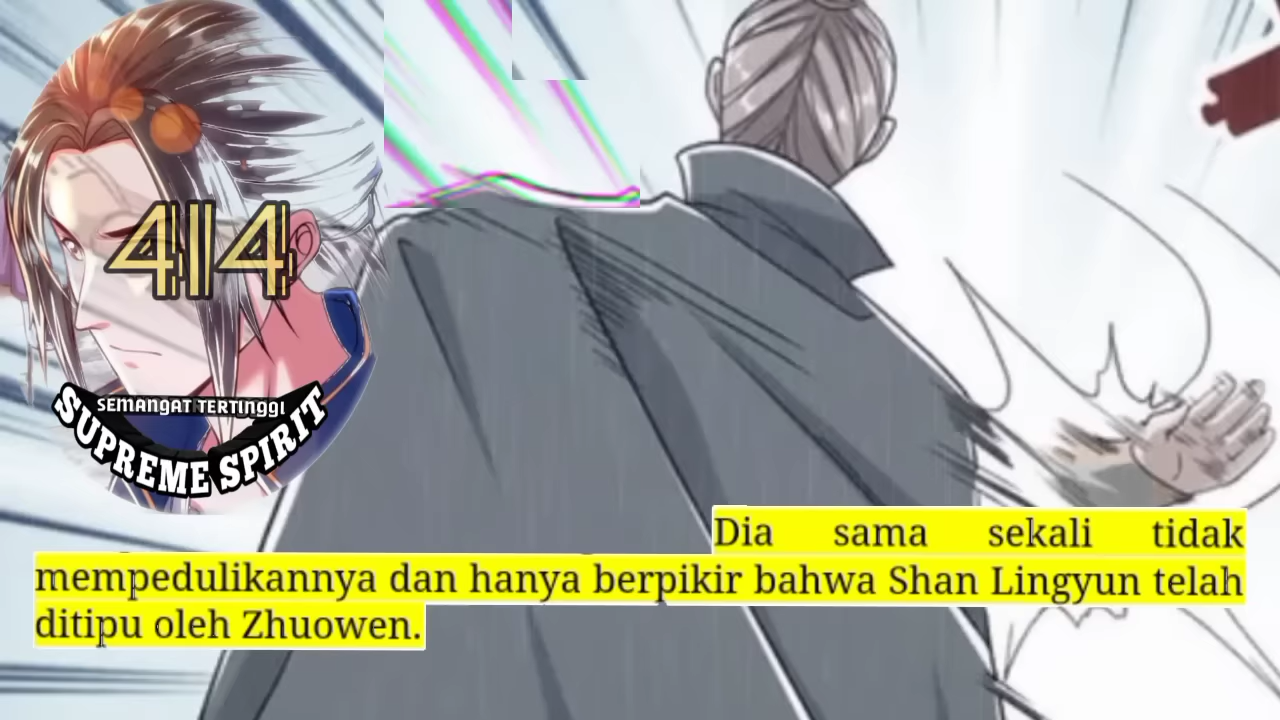 414
SEMANGAT TERTINGGI
SUPREME SPIRIT
Dia sama sekali tidak
mempedulikannya dan hanya berpikir bahwa Shan Lingyun telah
ditipu oleh Zhuowen.